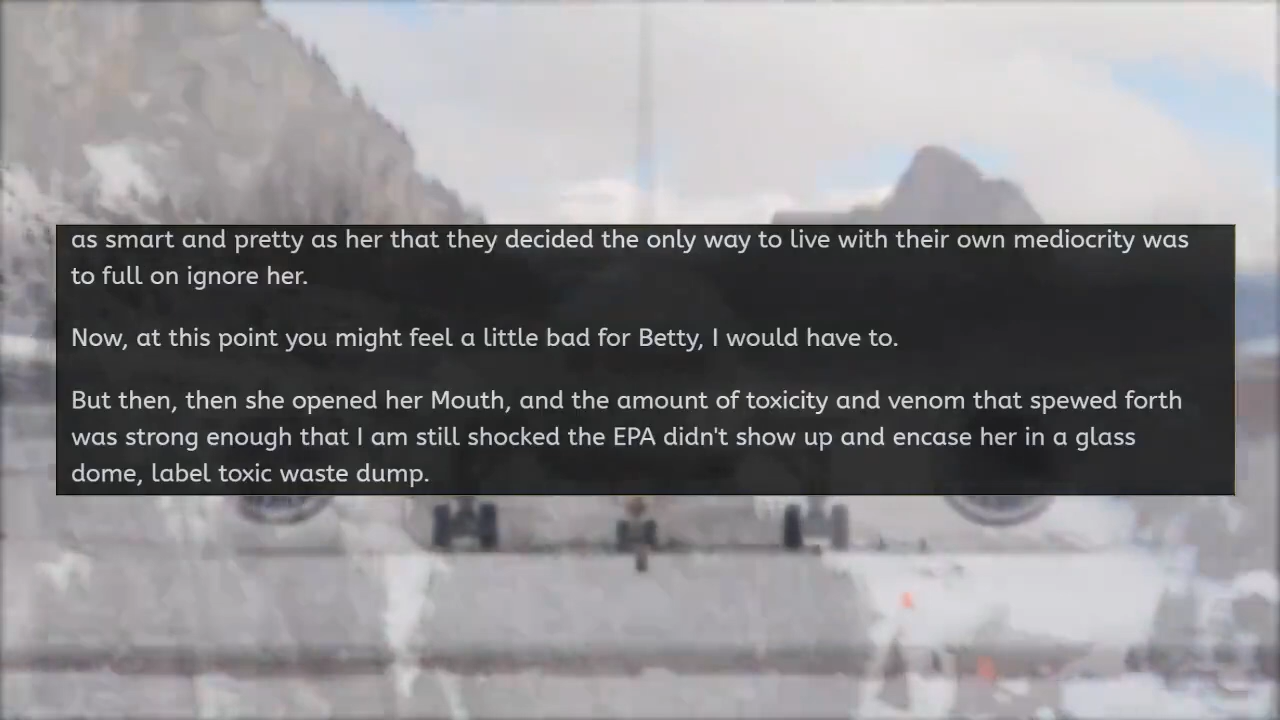 as smart and pretty as her that they decided the only way to live with their own mediocrity was
to full on ignore her.
Now, at this point you might feel a little bad for Betty, I would have to.
But then, then she opened her Mouth, and the amount of toxicity and venom that spewed forth
was strong enough that I am still shocked the EPA didn't show up and encase her in a glass
dome, label toxic waste dump.